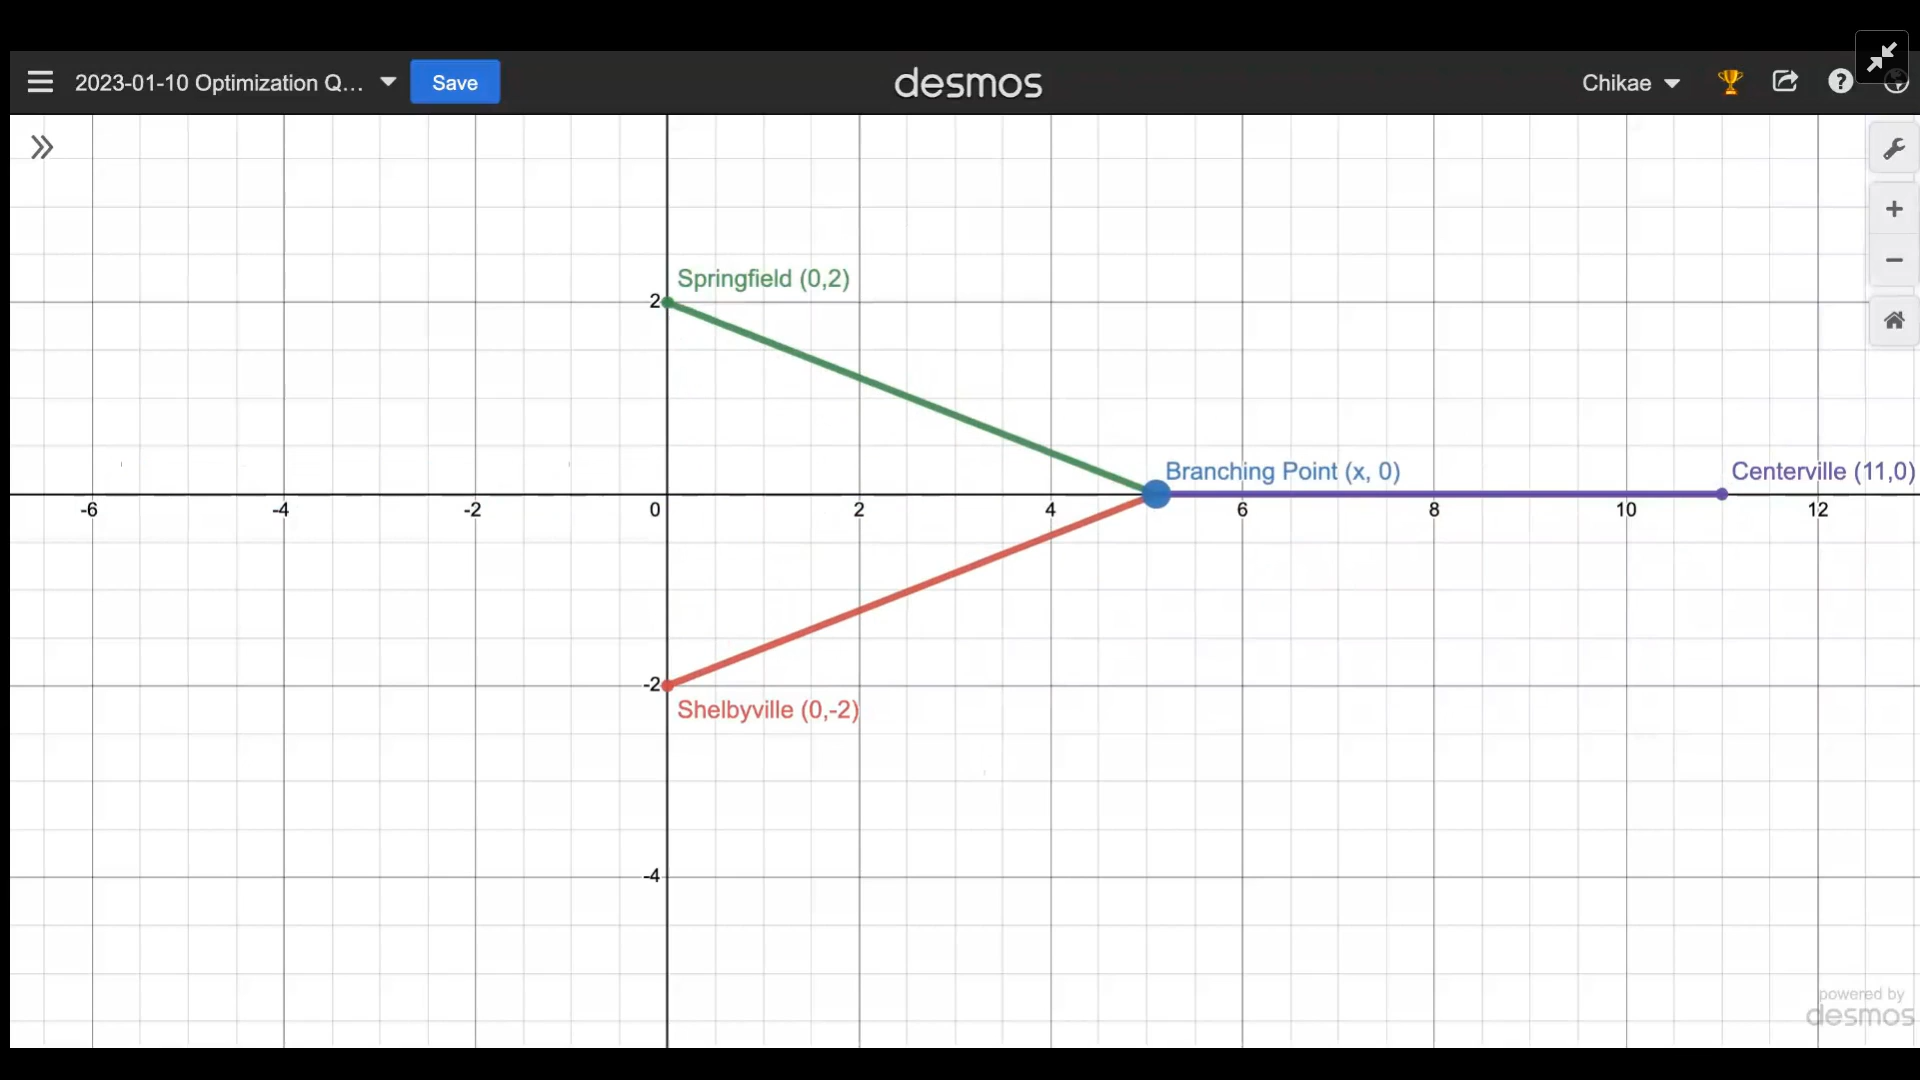 2023-01-10 Optimization Q...
Save
desmos
Chikae
Springfield (0,2)
2
Branching Point (x, 0)
Centerville (11,0)
-6
-4
-2
0
2
4
6
8
10
12
-2
Shelbyville (0,-2)
-4
powered by
desmos